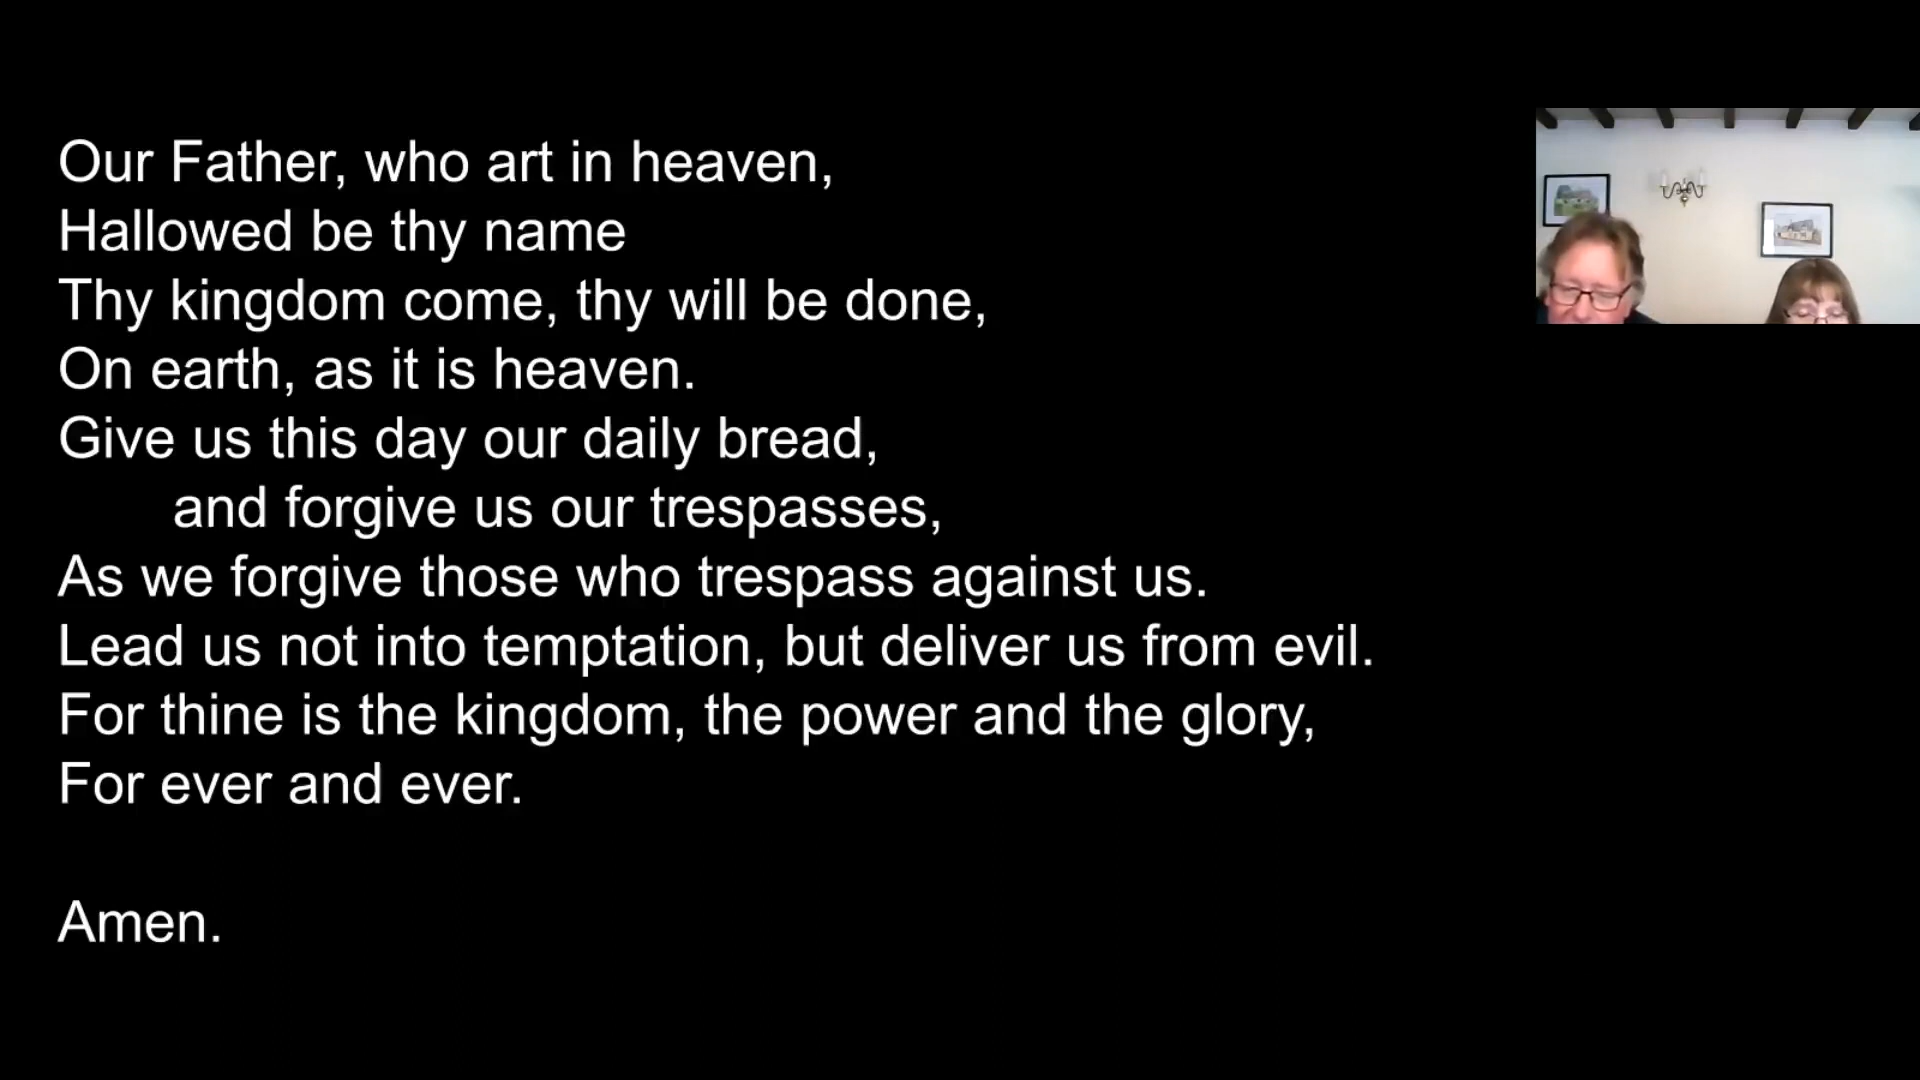 Our Father, who art in heaven,
Hallowed be thy name
Thy kingdom come, thy will be done,
On earth, as it is heaven.
Give us this day our daily bread,
and forgive us our trespasses,
As we forgive those who trespass against us.
Lead us not into temptation, but deliver us from evil.
For thine is the kingdom, the power and the glory,
For ever and ever.
Amen.